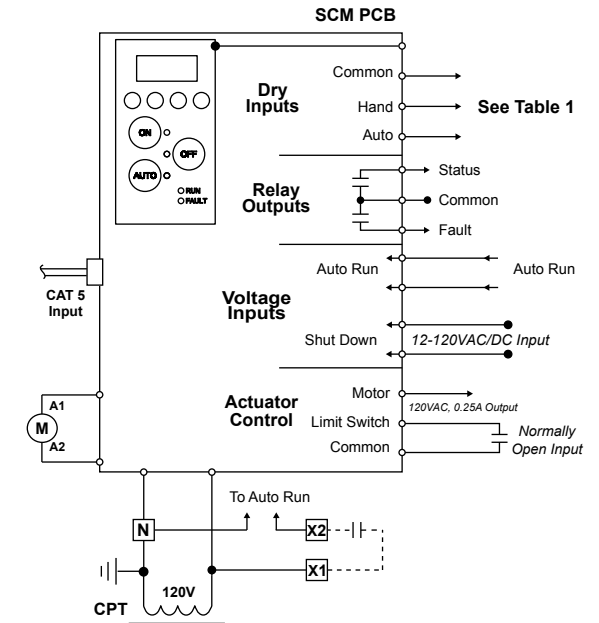 SCM PCB
ON
OFF
AUTO
RUN
FAULT
Dry
Inputs
Common
Hand
Auto
See Table 1
Relay
Outputs
Status
Common
Fault
Voltage
Inputs
Auto Run
Auto Run
Shut Down
12-120VAC/DC Input
CAT 5
Input
Actuator
Control
Motor
120VAC, 0.25A Output
Limit Switch
Common
Normally
Open Input
A1
M
A2
To Auto Run
N
X2
X1
120V
CPT